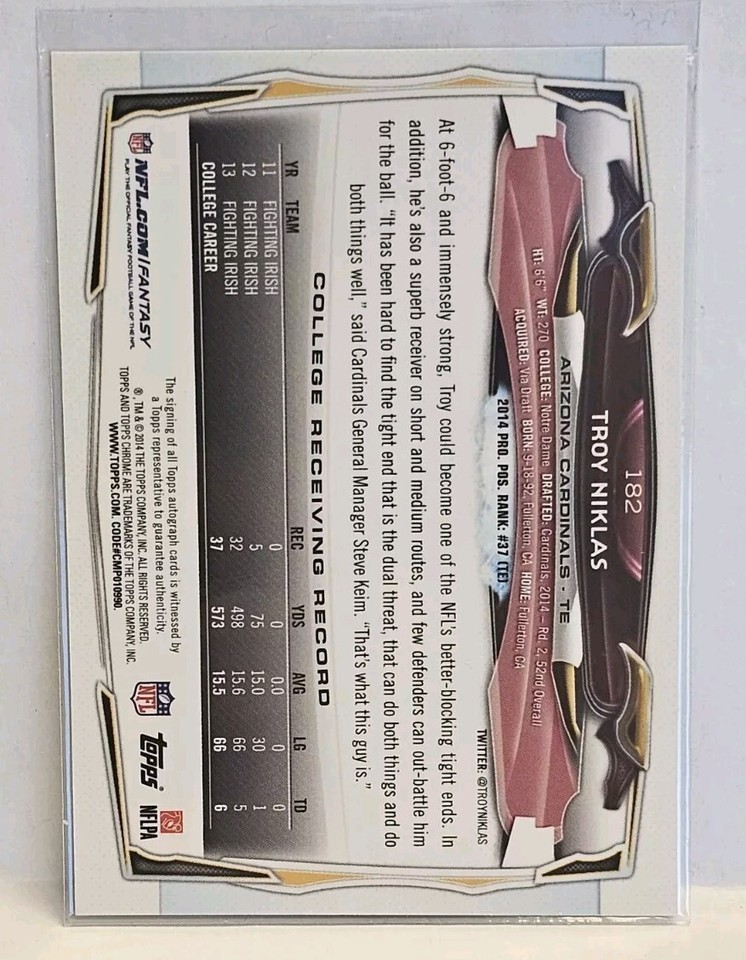 182
TROY NIKLAS
ARIZONA CARDINALS · TE
HT: 6'6" WT: 270 COLLEGE: Notre Dame DRAFTED: Cardinals, 2014 – Rd. 2, 52nd Overall
ACQUIRED: Via Draft BORN: 9-18-92, Fullerton, CA HOME: Fullerton, CA
2014 PRO. POS. RANK: #37 (TE)
TWITTER: @TROYNIKLAS
At 6-foot-6 and immensely strong, Troy could become one of the NFL's better-blocking tight ends. In
addition, he's also a superb receiver on short and medium routes, and few defenders can out-battle him
for the ball. "It has been hard to find the tight end that is the dual threat, that can do both things and do
both things well," said Cardinals General Manager Steve Keim. "That's what this guy is."
COLLEGE RECEIVING RECORD
YR TEAM REC YDS AVG LG TD
11 FIGHTING IRISH 0 0 0.0 0 0
12 FIGHTING IRISH 5 75 15.0 30 1
13 FIGHTING IRISH 32 498 15.6 66 5
COLLEGE CAREER 37 573 15.5 66 6
The signing of all Topps autograph cards is witnessed by
a Topps representative to guarantee authenticity.
®, TM & © 2014 THE TOPPS COMPANY, INC. ALL RIGHTS RESERVED.
TOPPS AND TOPPS CHROME ARE TRADEMARKS OF THE TOPPS COMPANY, INC.
WWW.TOPPS.COM. CODE#CMP010990.
NFL
NFL.COM/FANTASY
PLAY THE OFFICIAL FANTASY FOOTBALL GAME OF THE NFL
NFL
topps
NFLPA